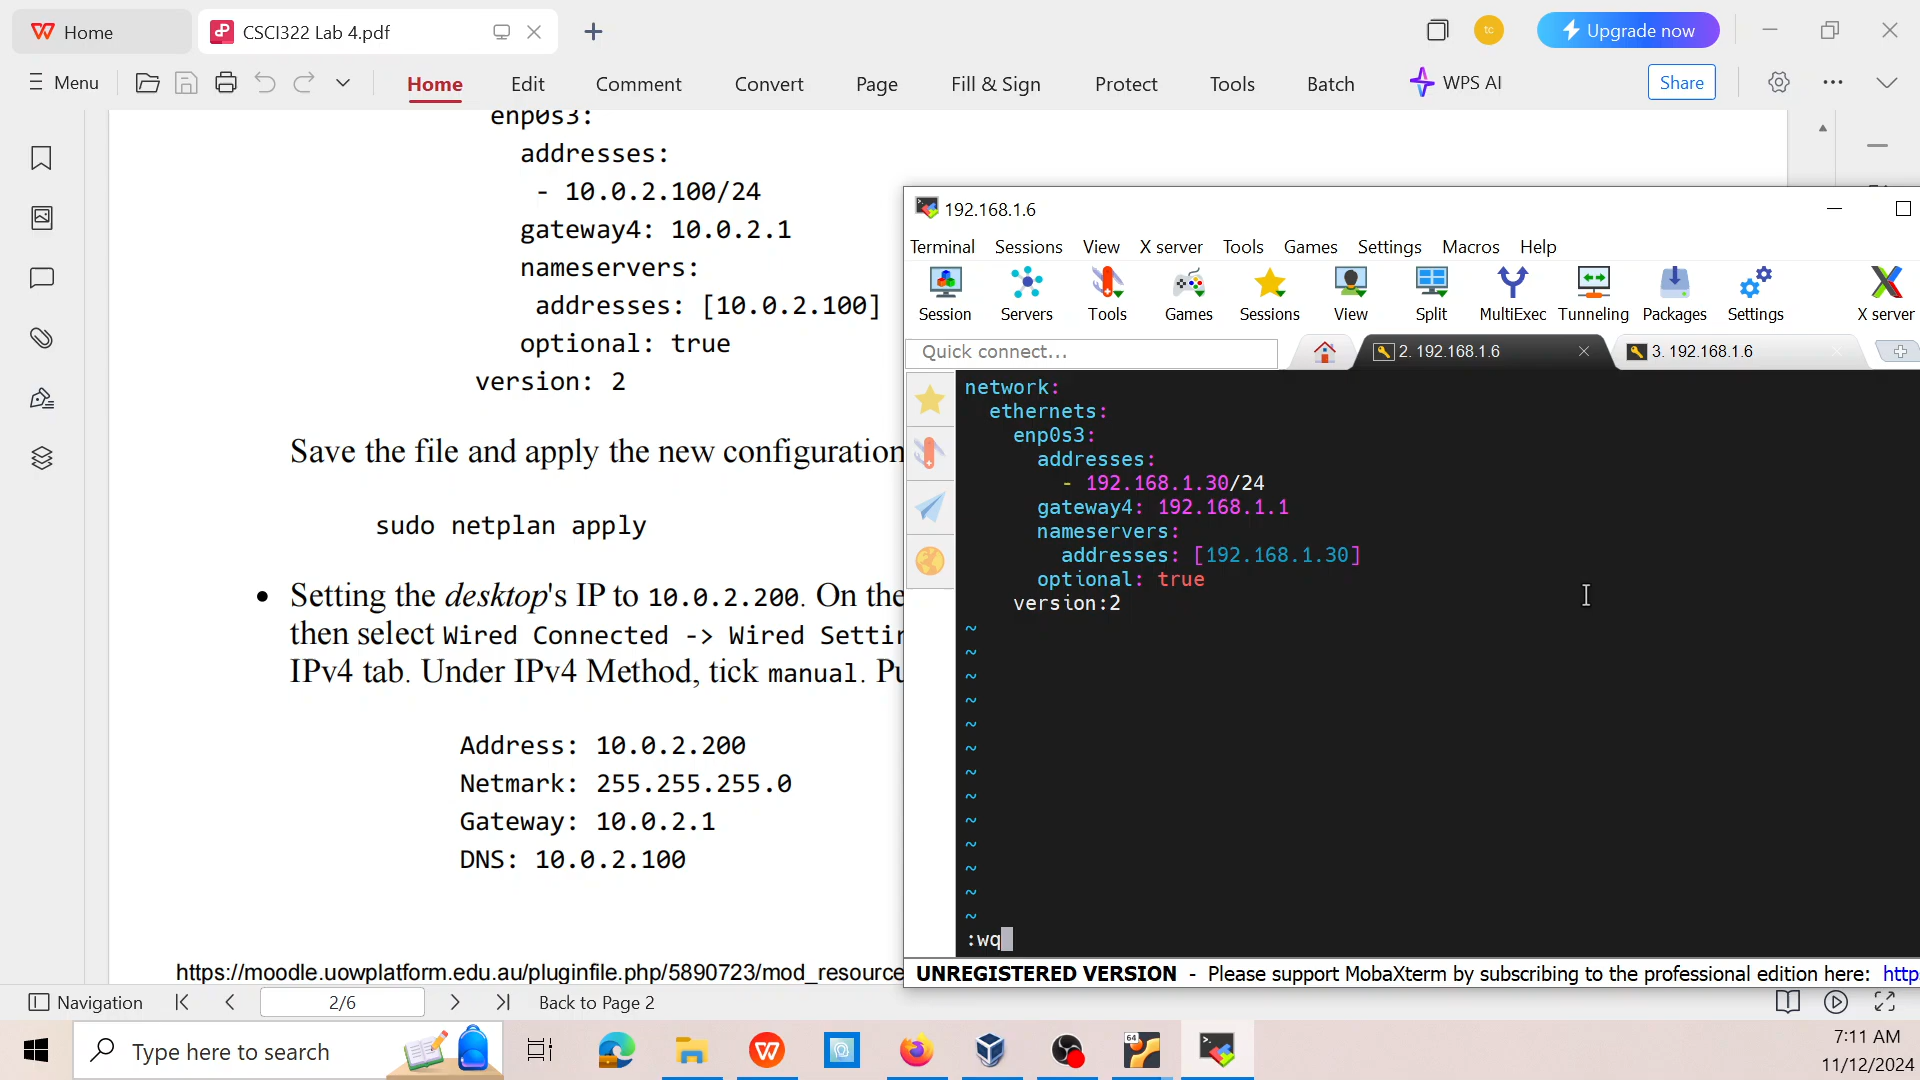 Home
CSCI322 Lab 4.pdf
tc
Upgrade now
Menu
Home
Edit
Comment
Convert
Page
Fill & Sign
Protect
Tools
Batch
WPS AI
Share
enp0s3:
addresses:
- 10.0.2.100/24
gateway4: 10.0.2.1
nameservers:
addresses: [10.0.2.100]
optional: true
version: 2
Save the file and apply the new configuration
sudo netplan apply
• Setting the desktop's IP to 10.0.2.200. On the
then select Wired Connected -> Wired Settin
IPv4 tab. Under IPv4 Method, tick manual. Pu
Address: 10.0.2.200
Netmark: 255.255.255.0
Gateway: 10.0.2.1
DNS: 10.0.2.100
https://moodle.uowplatform.edu.au/pluginfile.php/5890723/mod_resource
192.168.1.6
Terminal Sessions View X server Tools Games Settings Macros Help
Session Servers Tools Games Sessions View Split MultiExec Tunneling Packages Settings X server
Quick connect...
2. 192.168.1.6
3. 192.168.1.6
network:
ethernets:
enp0s3:
addresses:
- 192.168.1.30/24
gateway4: 192.168.1.1
nameservers:
addresses: [192.168.1.30]
optional: true
version:2
~
~
~
~
~
~
~
~
~
~
~
~
~
:wq
UNREGISTERED VERSION - Please support MobaXterm by subscribing to the professional edition here: https
Navigation
2/6
Back to Page 2
Type here to search
64
7:11 AM
11/12/2024